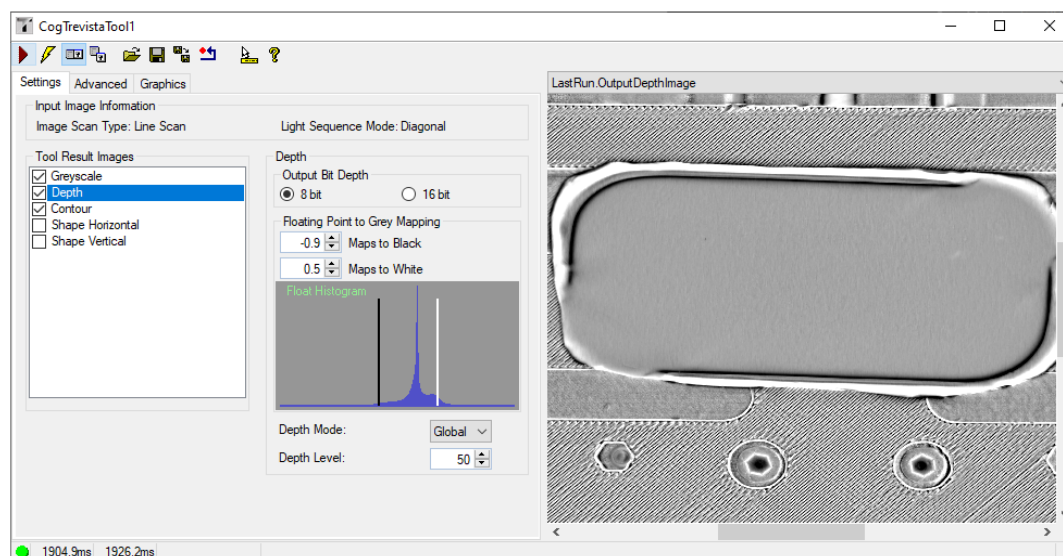 CogTrevistaTool1
Settings Advanced Graphics
LastRun.OutputDepthImage
Input Image Information
Image Scan Type: Line Scan Light Sequence Mode: Diagonal
Tool Result Images
Greyscale
Depth
Contour
Shape Horizontal
Shape Vertical
Depth
Output Bit Depth
8 bit 16 bit
Floating Point to Grey Mapping
-0.9 Maps to Black
0.5 Maps to White
Float Histogram
Depth Mode: Global
Depth Level: 50
1904.9ms 1926.2ms